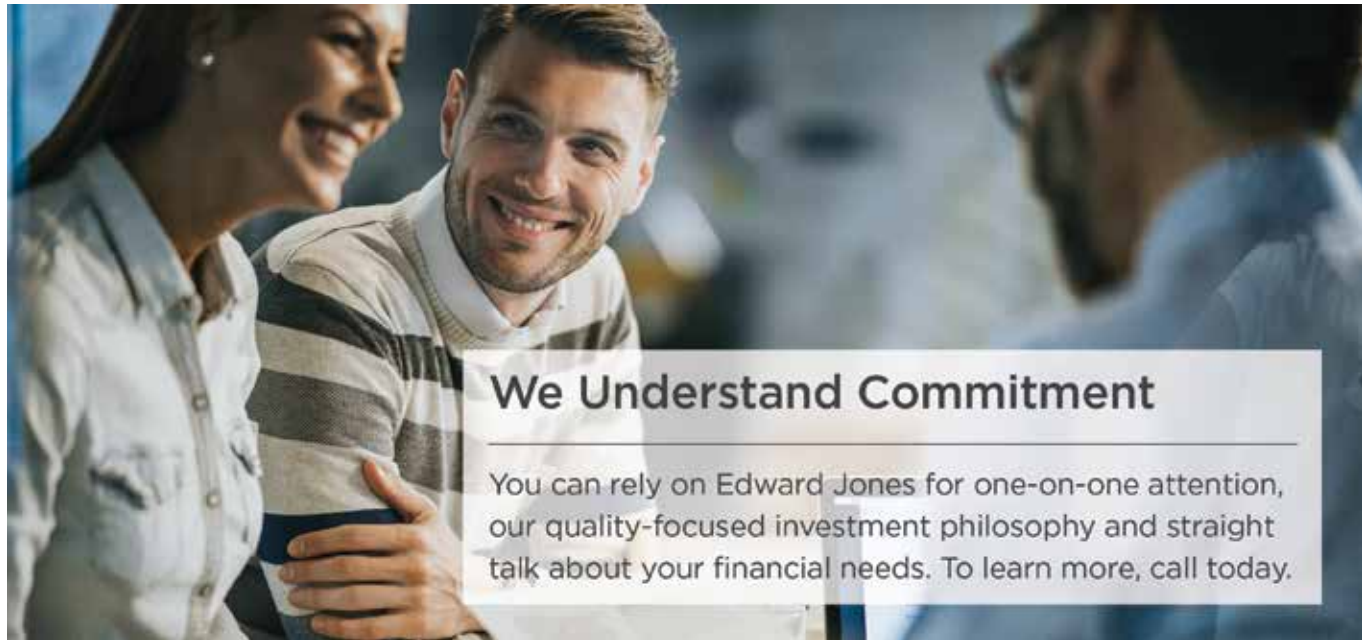 We Understand Commitment
You can rely on Edward Jones for one-on-one attention,
our quality-focused investment philosophy and straight
talk about your financial needs. To learn more, call today.